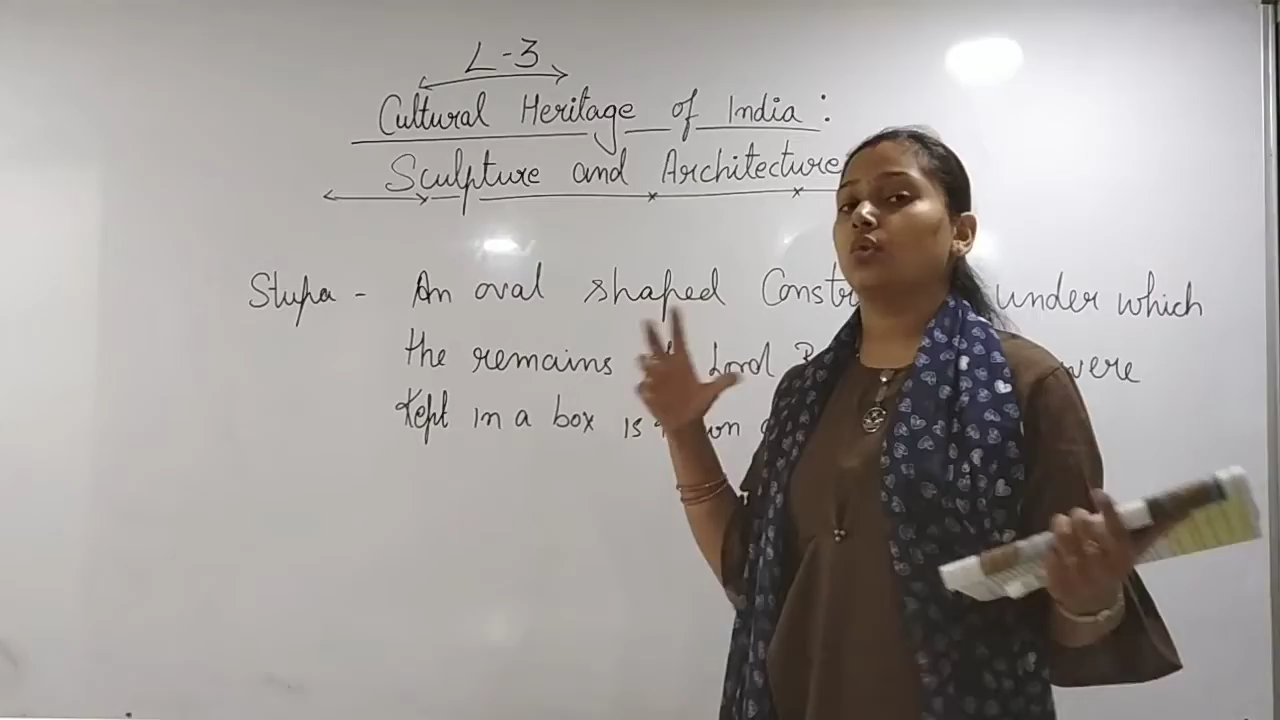 L-3
Cultural Heritage of India :
Sculpture and Architecture
Stupa - An oval shaped Constr under which
the remains Lord were
Kept in a box is